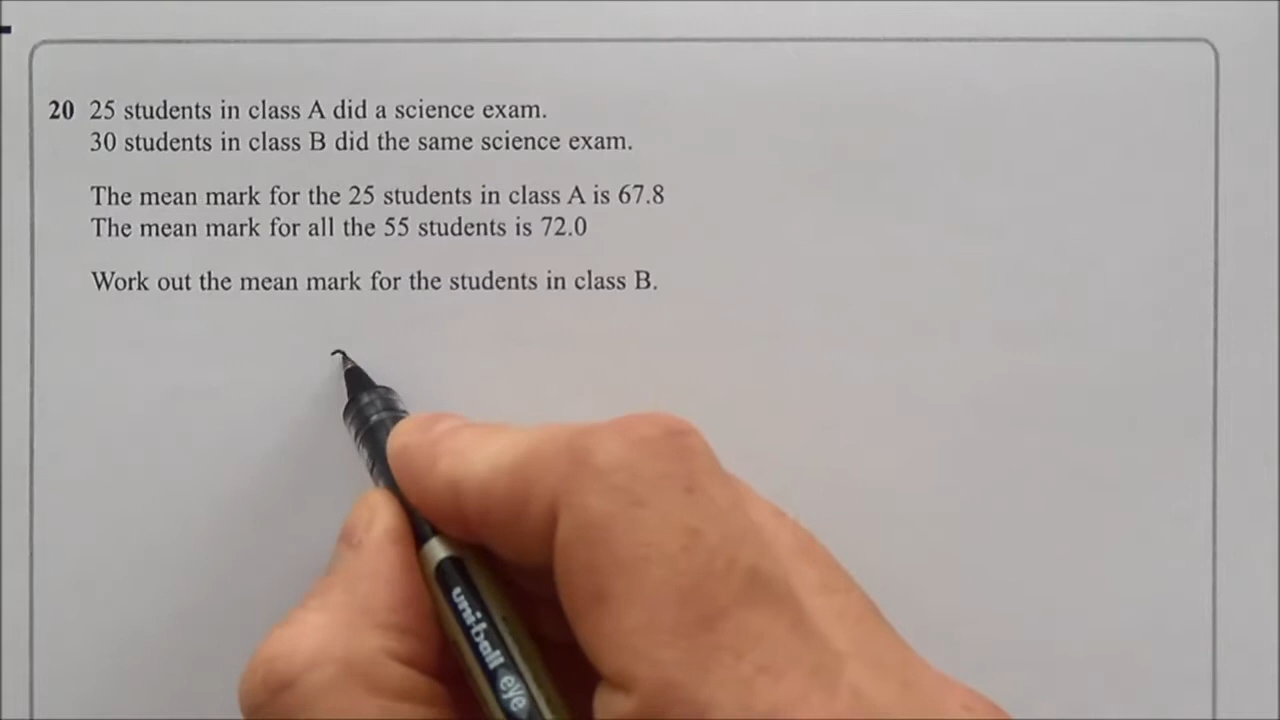 20 25 students in class A did a science exam.
30 students in class B did the same science exam.
The mean mark for the 25 students in class A is 67.8
The mean mark for all the 55 students is 72.0
Work out the mean mark for the students in class B.
uni-ball eye